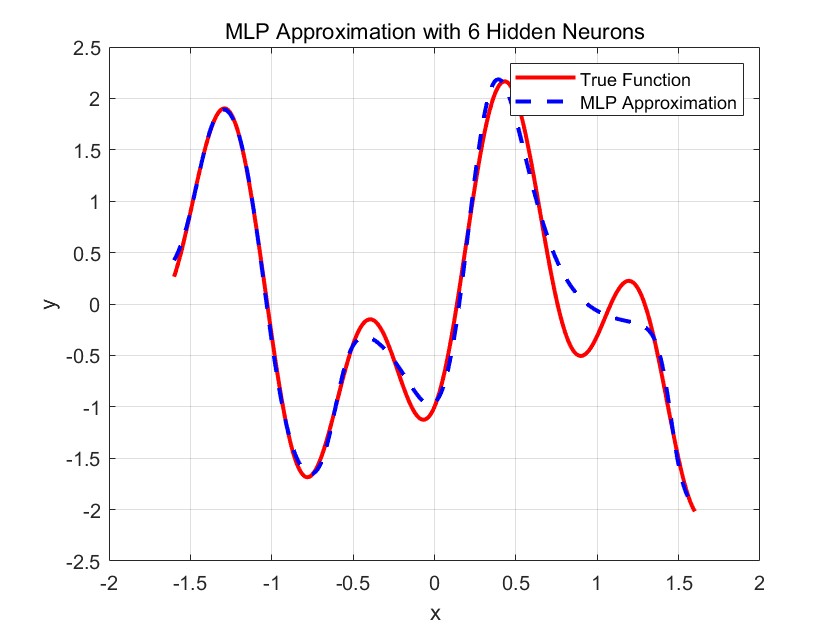 MLP Approximation with 6 Hidden Neurons
2.5
2
1.5
1
0.5
0
-0.5
-1
-1.5
-2
-2.5
-2 -1.5 -1 -0.5 0 0.5 1 1.5 2
x
y
True Function
MLP Approximation